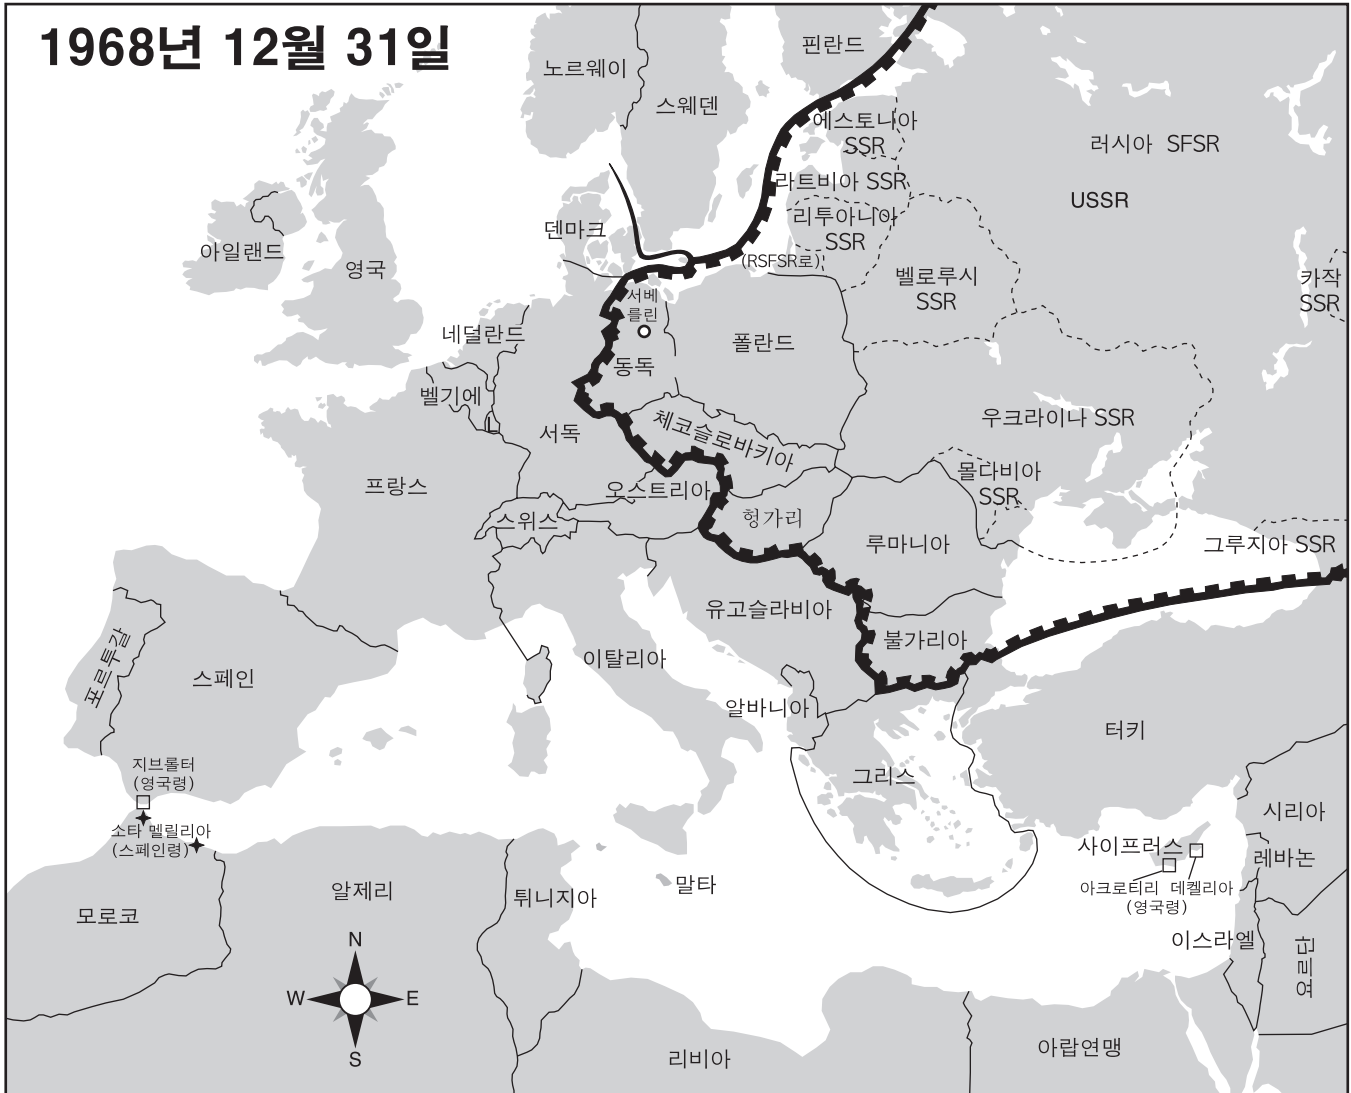 1968년 12월 31일
핀란드
노르웨이
스웨덴
에스토니아
SSR
러시아 SFSR
라트비아 SSR
USSR
리투아니아
SSR
덴마크
아일랜드
영국
(RSFSR로)
벨로루시
SSR
카작
SSR
서베
를린
네덜란드
폴란드
동독
벨기에
L
서독
체코슬로바키아
우크라이나 SSR
몰다비아
SSR
프랑스
오스트리아
스위스
헝가리
루마니아
그루지아 SSR
유고슬라비아
불가리아
포르투갈
스페인
이탈리아
알바니아
터키
그리스
지브롤터
(영국령)
소타 멜릴리아
(스페인령)
시리아
사이프러스
레바논
아크로티리 데켈리아
(영국령)
말타
알제리
튀니지아
모로코
이스라엘
요르단
N
W
E
S
리비아
아랍연맹